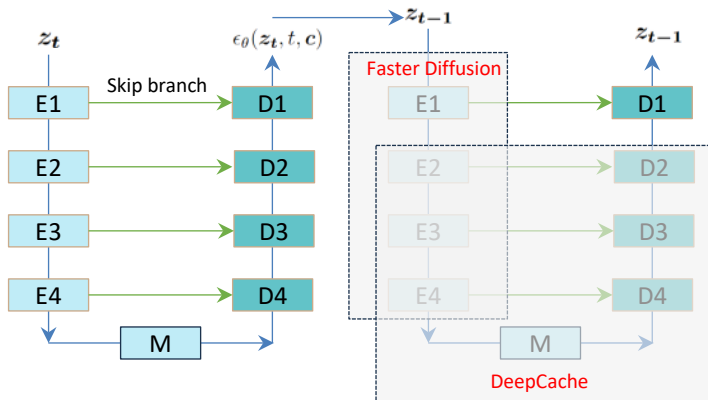 z_t
ϵ_θ(z_t, t, c)
z_{t−1}
z_{t−1}
Faster Diffusion
Skip branch
E1
D1
E1
D1
E2
D2
E2
D2
E3
D3
E3
D3
E4
D4
E4
D4
M
M
DeepCache